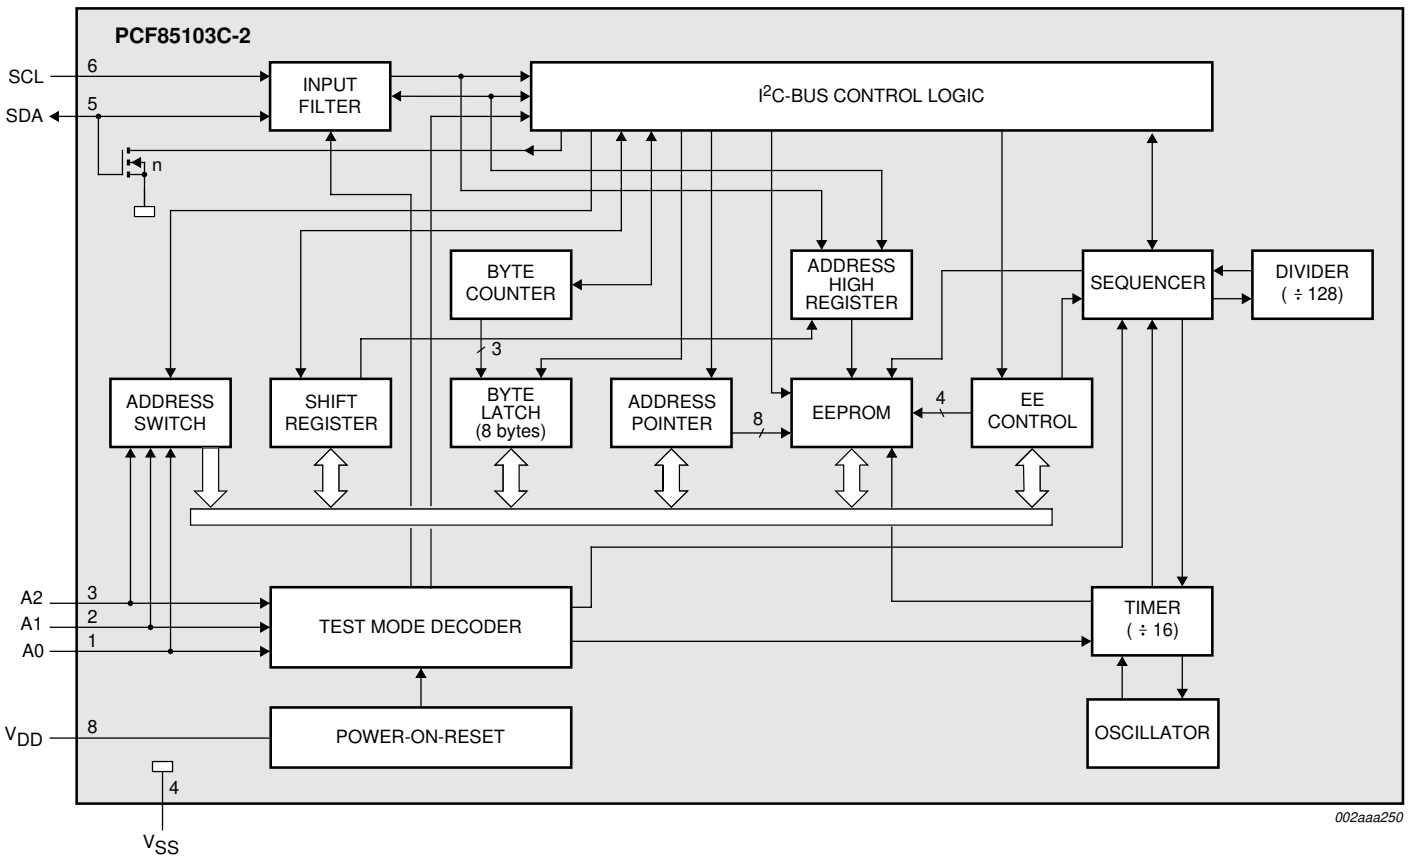 PCF85103C-2
SCL
6
SDA
5
n
INPUT
FILTER
I²C-BUS CONTROL LOGIC
BYTE
COUNTER
3
ADDRESS
HIGH
REGISTER
SEQUENCER
DIVIDER
( ÷ 128)
ADDRESS
SWITCH
SHIFT
REGISTER
BYTE
LATCH
(8 bytes)
ADDRESS
POINTER
8
EEPROM
4
EE
CONTROL
A2
3
A1
2
A0
1
TEST MODE DECODER
TIMER
( ÷ 16)
VDD
8
POWER-ON-RESET
OSCILLATOR
4
VSS
002aaa250